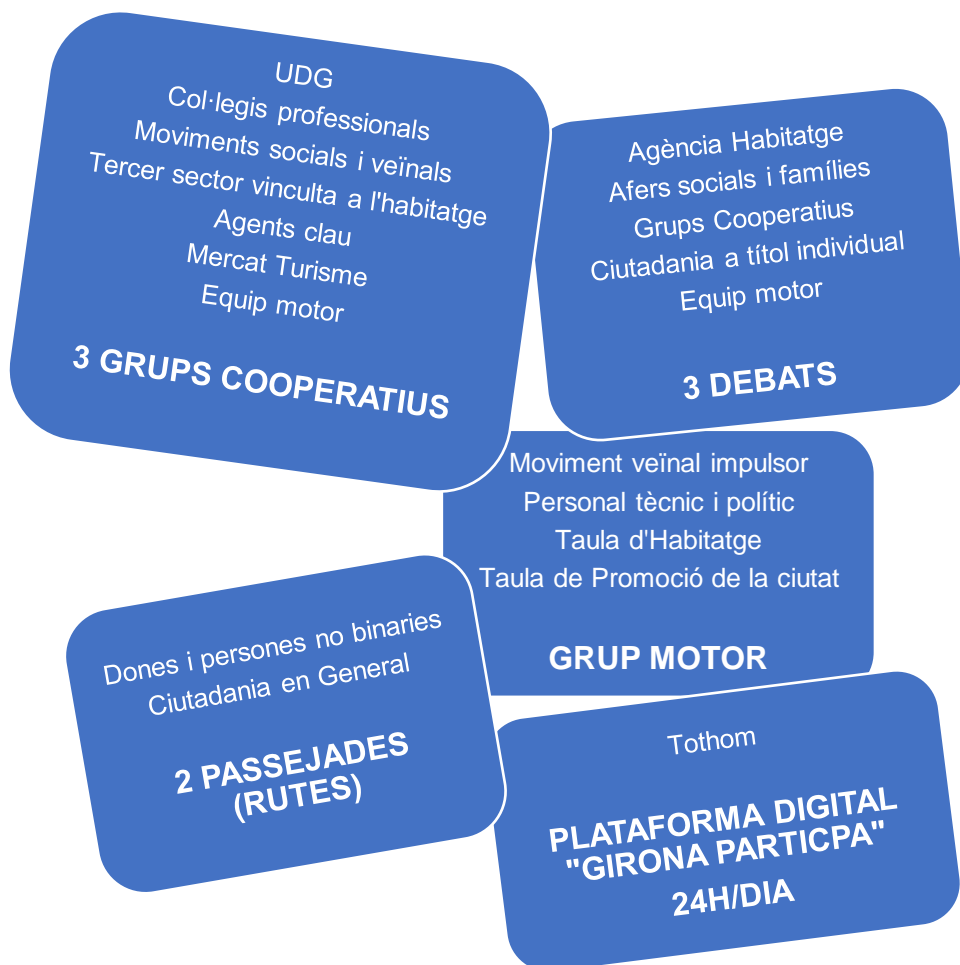 UDG
Col·legis professionals
Moviments socials i veïnals
Tercer sector vinculta a l'habitatge
Agents clau
Mercat Turisme
Equip motor
3 GRUPS COOPERATIUS
Agència Habitatge
Afers socials i famílies
Grups Cooperatius
Ciutadania a títol individual
Equip motor
3 DEBATS
Moviment veïnal impulsor
Personal tècnic i polític
Taula d'Habitatge
Taula de Promoció de la ciutat
GRUP MOTOR
Dones i persones no binaries
Ciutadania en General
2 PASSEJADES
(RUTES)
Tothom
PLATAFORMA DIGITAL
"GIRONA PARTICPA"
24H/DIA